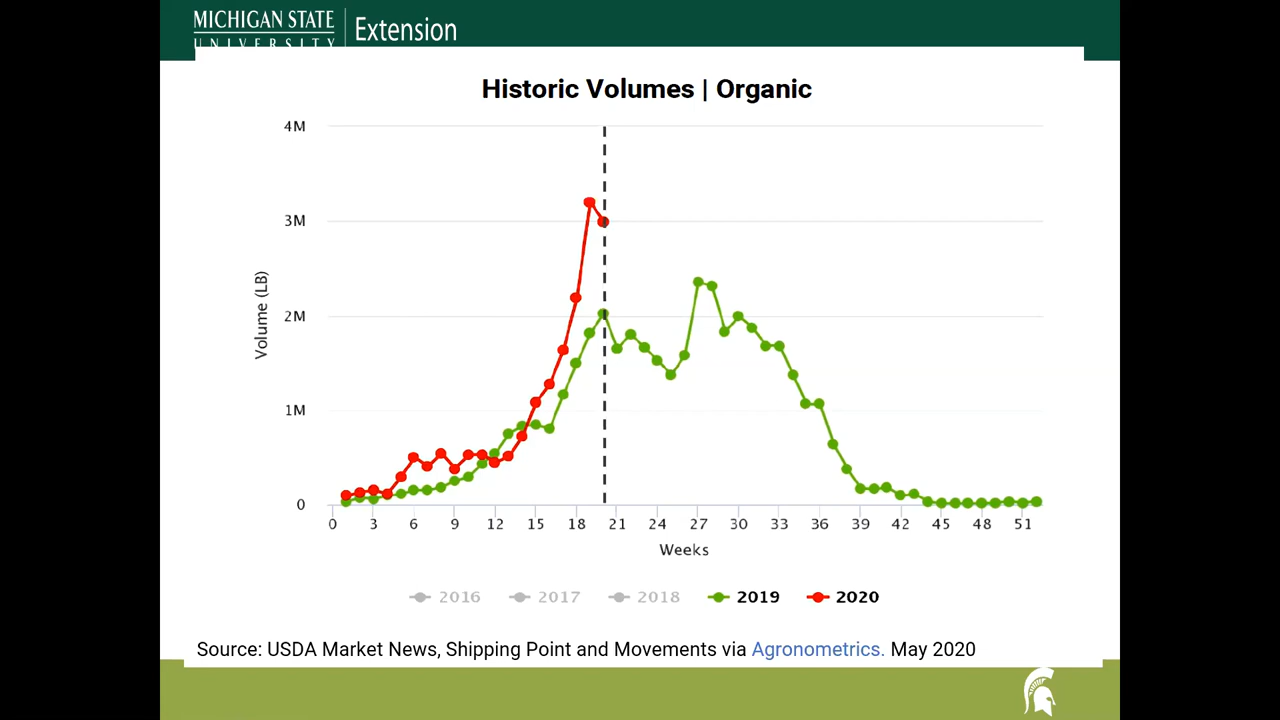 MICHIGAN STATE
UNIVERSITY
Extension
Historic Volumes | Organic
4M
3M
2M
1M
0
Volume (LB)
0 3 6 9 12 15 18 21 24 27 30 33 36 39 42 45 48 51
Weeks
2016 2017 2018 2019 2020
Source: USDA Market News, Shipping Point and Movements via Agronometrics. May 2020